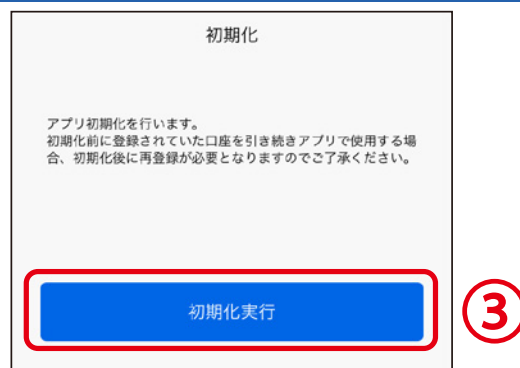 初期化
アプリ初期化を行います。
初期化前に登録されていた口座を引き続きアプリで使用する場
合、初期化後に再登録が必要となりますのでご了承ください。
初期化実行
③